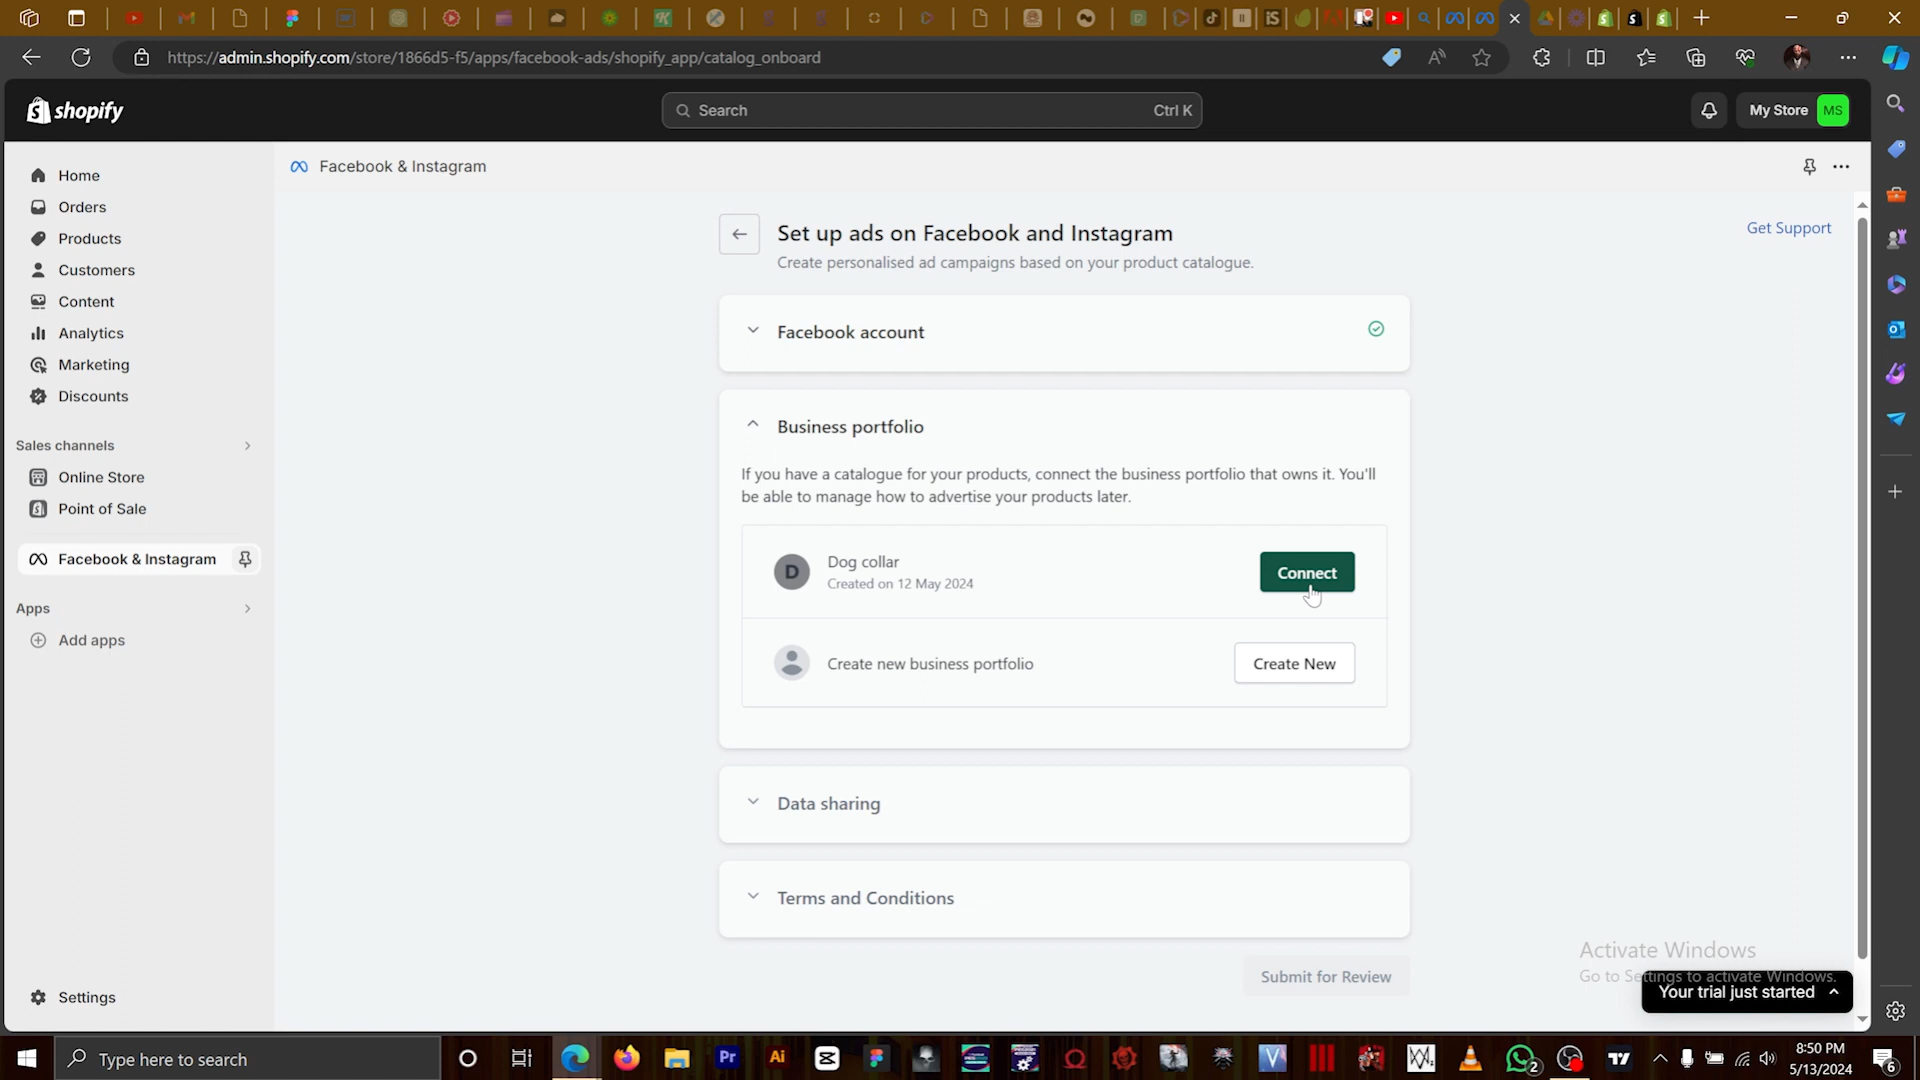 https://admin.shopify.com/store/1866d5-f5/apps/facebook-ads/shopify_app/catalog_onboard
shopify
Search
Ctrl K
My Store
MS
Home
Orders
Products
Customers
Content
Analytics
Marketing
Discounts
Sales channels
Online Store
Point of Sale
Facebook & Instagram
Apps
Add apps
Settings
Facebook & Instagram
Set up ads on Facebook and Instagram
Create personalised ad campaigns based on your product catalogue.
Get Support
Facebook account
Business portfolio
If you have a catalogue for your products, connect the business portfolio that owns it. You'll
be able to manage how to advertise your products later.
D
Dog collar
Created on 12 May 2024
Connect
Create new business portfolio
Create New
Data sharing
Terms and Conditions
Submit for Review
Activate Windows
Go to Settings to activate Windows.
Your trial just started
Type here to search
Pr
Ai
2
8:50 PM
5/13/2024
6